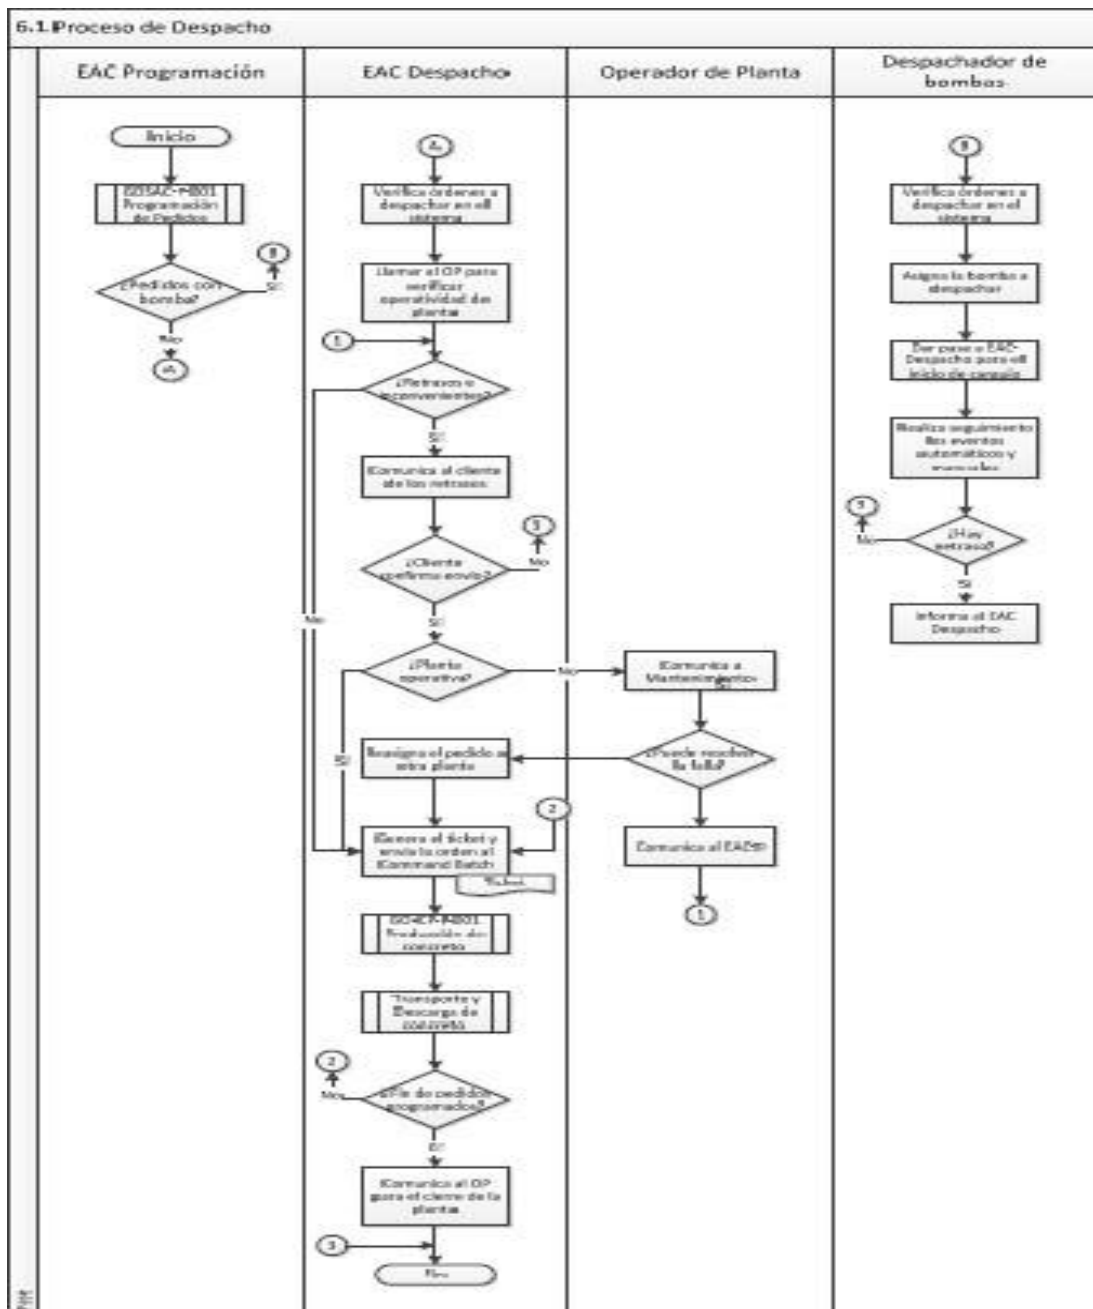 6.1 Proceso de Despacho
EAC Programación
EAC Despacho
Operador de Planta
Despachador de
bombas
Inicio
Programación
de Pedidos
¿Pedidos con
bomba?
B
Si
No
A
A
Verifica órdenes a
despachar en el
sistema
Llamar al OP para
verificar
operatividad de
planta
1
¿Retrasos o
inconvenientes?
Si
Comunica al cliente
de los retrasos
¿Cliente
confirma envío?
3
No
Si
No
¿Planta
operativa?
No
Si
Reasigna el pedido a
otra planta
2
Genera el ticket y
envía la orden al
Command Batch
Ticket
Producción de
concreto
Transporte y
Descarga de
concreto
2
No
¿Fin de pedidos
programados?
Si
Comunica al OP
para el cierre de la
planta
3
Fin
Comunica a
Mantenimiento
¿Puede resolver
la falla?
Comunica al EAC
1
B
Verifica órdenes a
despachar en el
sistema
Asigna la bomba a
despachar
Dar pase a EAC
Despacho para el
inicio de carguío
Realiza seguimiento
los eventos
automáticos y
manuales
3
No
¿Hay
retraso?
Si
Informa al EAC
Despacho